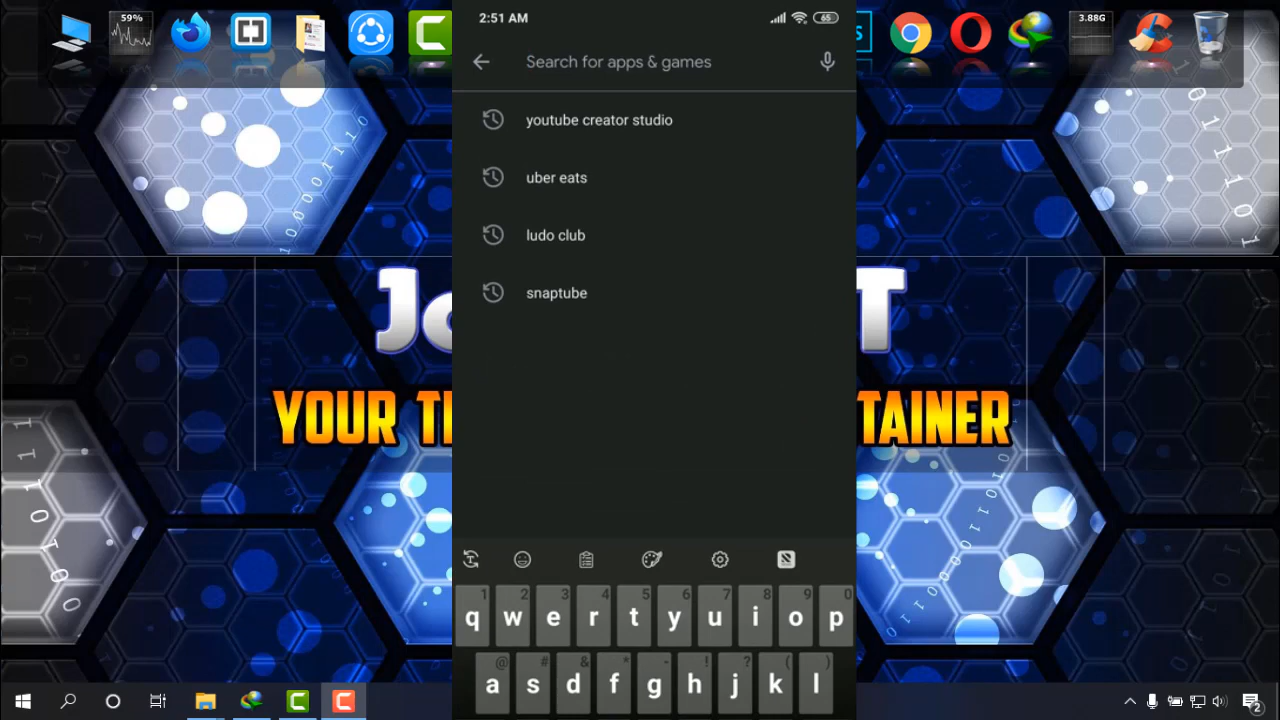 59%
3.88G
2:51 AM
65
Search for apps & games
youtube creator studio
uber eats
ludo club
snaptube
YOUR
TAINER
1 2 3 4 5 6 7 8 9 0
q w e r t y u i o p
@ # & * - ! ? ( )
a s d f g h j k l
2